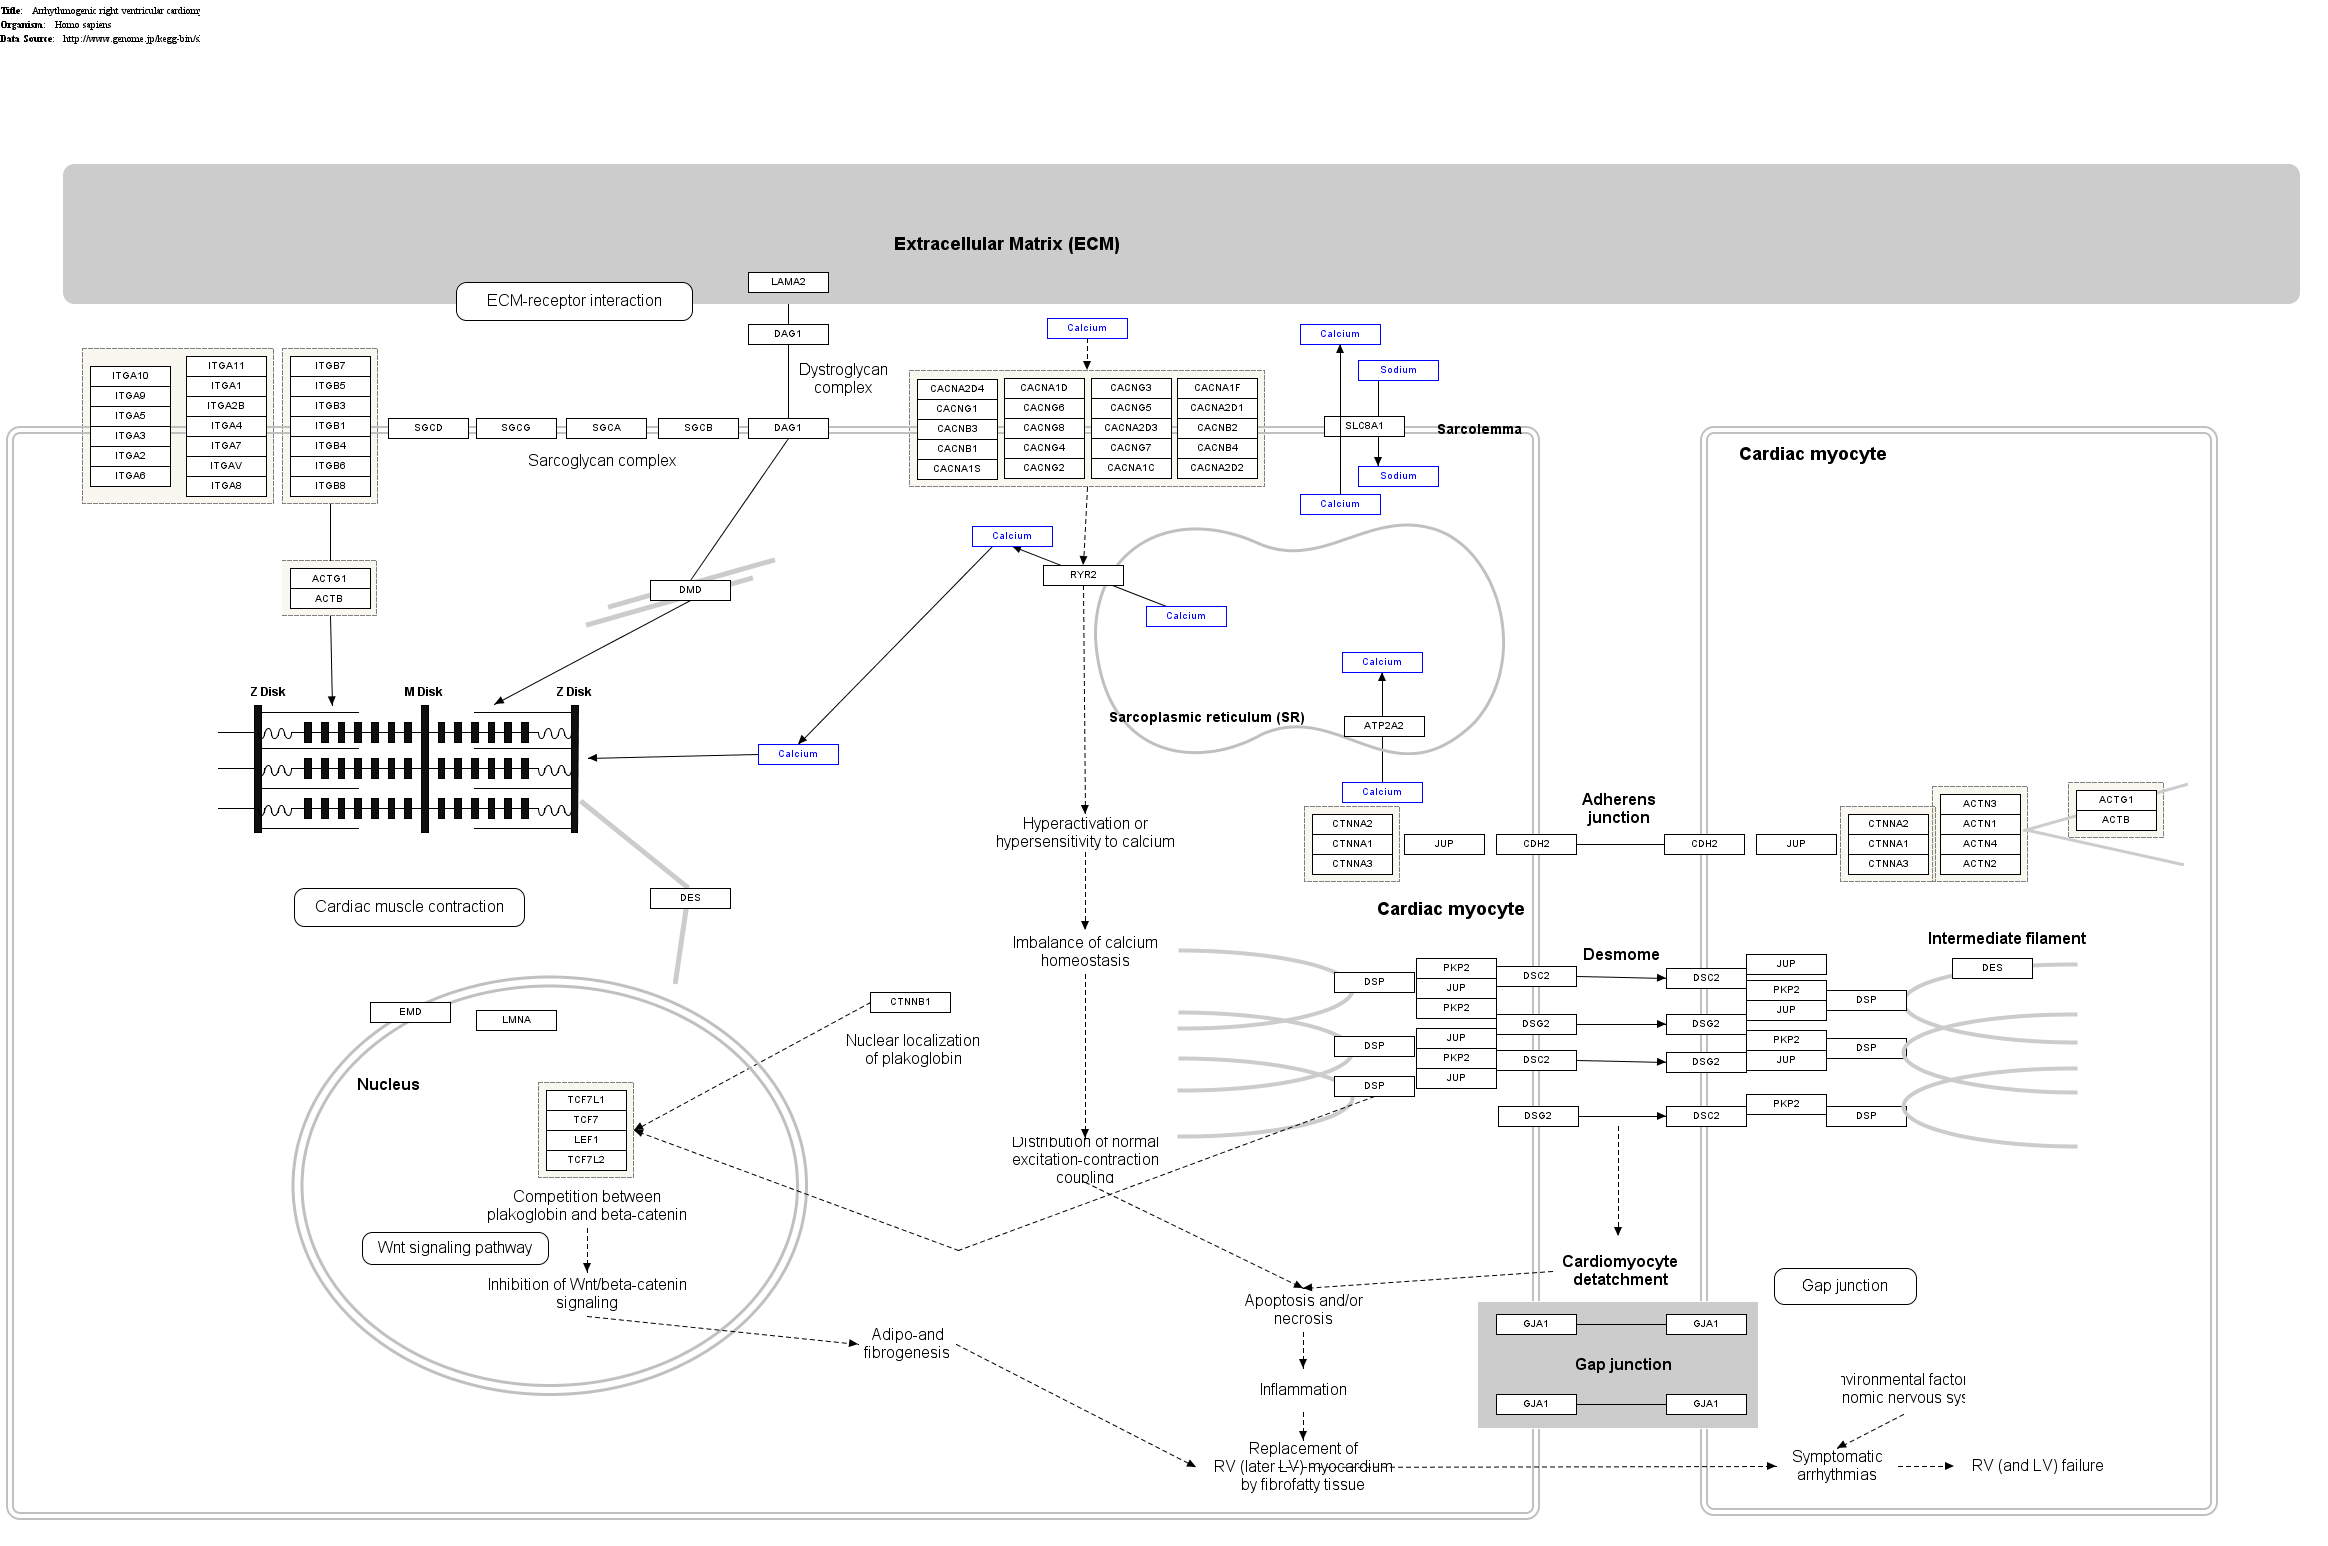 Title: Arrhythmogenic right ventricular cardiomy
Organism: Homo sapiens
Data Source: http://www.genome.jp/kegg-bin/s
Extracellular Matrix (ECM)
LAMA2
ECM-receptor interaction
DAG1
Dystroglycan
complex
Calcium
Calcium
Sodium
ITGA10
ITGA9
ITGA5
ITGA3
ITGA2
ITGA6
ITGA11
ITGA1
ITGA2B
ITGA4
ITGA7
ITGAV
ITGA8
ITGB7
ITGB5
ITGB3
ITGB1
ITGB4
ITGB6
ITGB8
SGCD
SGCG
SGCA
SGCB
DAG1
Sarcoglycan complex
CACNA2D4
CACNG1
CACNB3
CACNB1
CACNA1S
CACNA1D
CACNG6
CACNG8
CACNG4
CACNG2
CACNG3
CACNG5
CACNA2D3
CACNG7
CACNA1C
CACNA1F
CACNA2D1
CACNB2
CACNB4
CACNA2D2
SLC8A1
Sarcolemma
Sodium
Calcium
Cardiac myocyte
Calcium
RYR2
Calcium
ACTG1
ACTB
DMD
Calcium
Sarcoplasmic reticulum (SR)
ATP2A2
Calcium
Z Disk
M Disk
Z Disk
Calcium
Hyperactivation or
hypersensitivity to calcium
CTNNA2
CTNNA1
CTNNA3
JUP
CDH2
Adherens
junction
CDH2
JUP
CTNNA2
CTNNA1
CTNNA3
ACTN3
ACTN1
ACTN4
ACTN2
ACTG1
ACTB
Cardiac muscle contraction
DES
Cardiac myocyte
Imbalance of calcium
homeostasis
Desmome
Intermediate filament
DSP
DSP
DSP
PKP2
JUP
PKP2
JUP
PKP2
JUP
DSC2
DSG2
DSC2
DSG2
DSC2
DSG2
DSG2
DSC2
JUP
PKP2
JUP
PKP2
JUP
PKP2
DSP
DSP
DSP
DES
EMD
LMNA
CTNNB1
Nuclear localization
of plakoglobin
Nucleus
TCF7L1
TCF7
LEF1
TCF7L2
Distribution of normal
excitation-contraction
coupling
Competition between
plakoglobin and beta-catenin
Wnt signaling pathway
Inhibition of Wnt/beta-catenin
signaling
Adipo-and
fibrogenesis
Cardiomyocyte
detatchment
Apoptosis and/or
necrosis
Inflammation
Replacement of
RV (later LV) myocardium
by fibrofatty tissue
Gap junction
GJA1
GJA1
Gap junction
GJA1
GJA1
nvironmental factor
nomic nervous sys
Symptomatic
arrhythmias
RV (and LV) failure